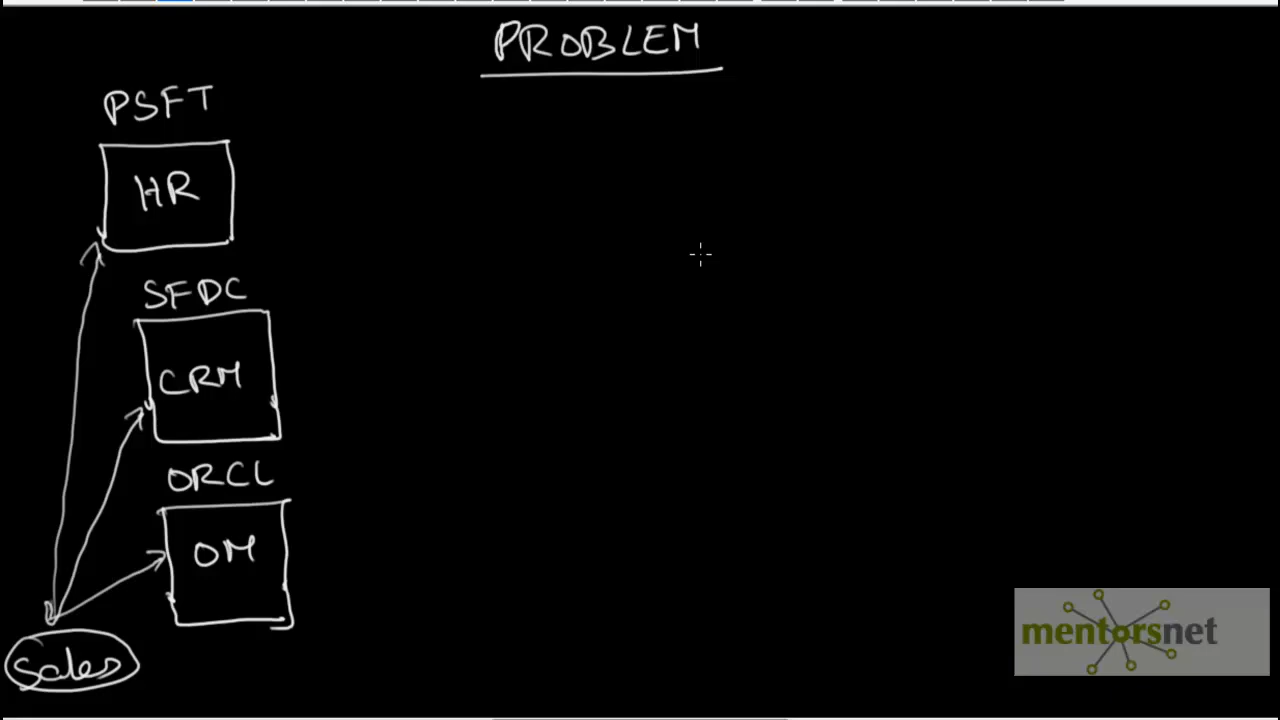 PROBLEM
PSFT
HR
SFDC
CRM
ORCL
OM
Sales
mentorsnet